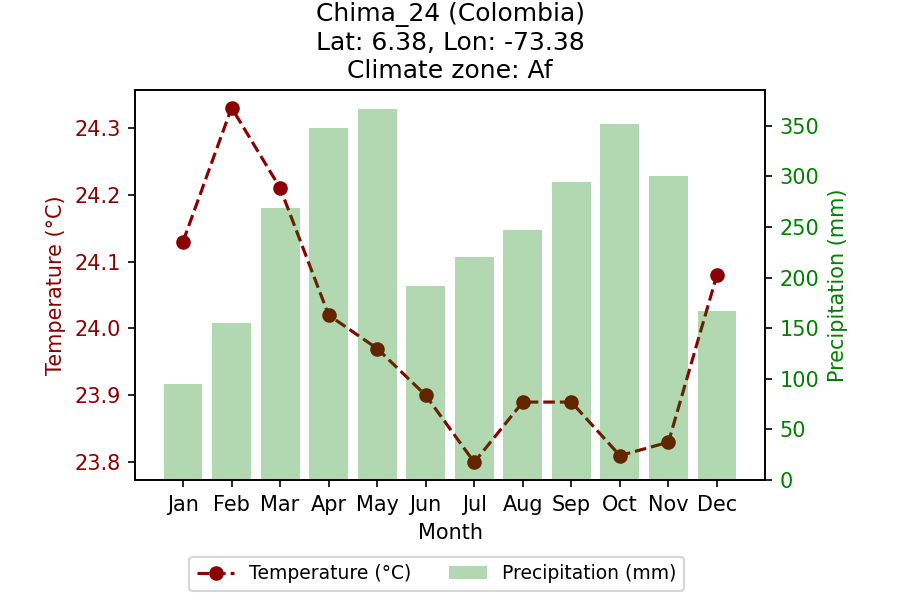 Chima_24 (Colombia)
Lat: 6.38, Lon: -73.38
Climate zone: Af
Temperature (°C)
24.3
24.2
24.1
24.0
23.9
23.8
350
300
250
200
150
100
50
0
Precipitation (mm)
Jan Feb Mar Apr May Jun Jul Aug Sep Oct Nov Dec
Month
Temperature (°C) Precipitation (mm)